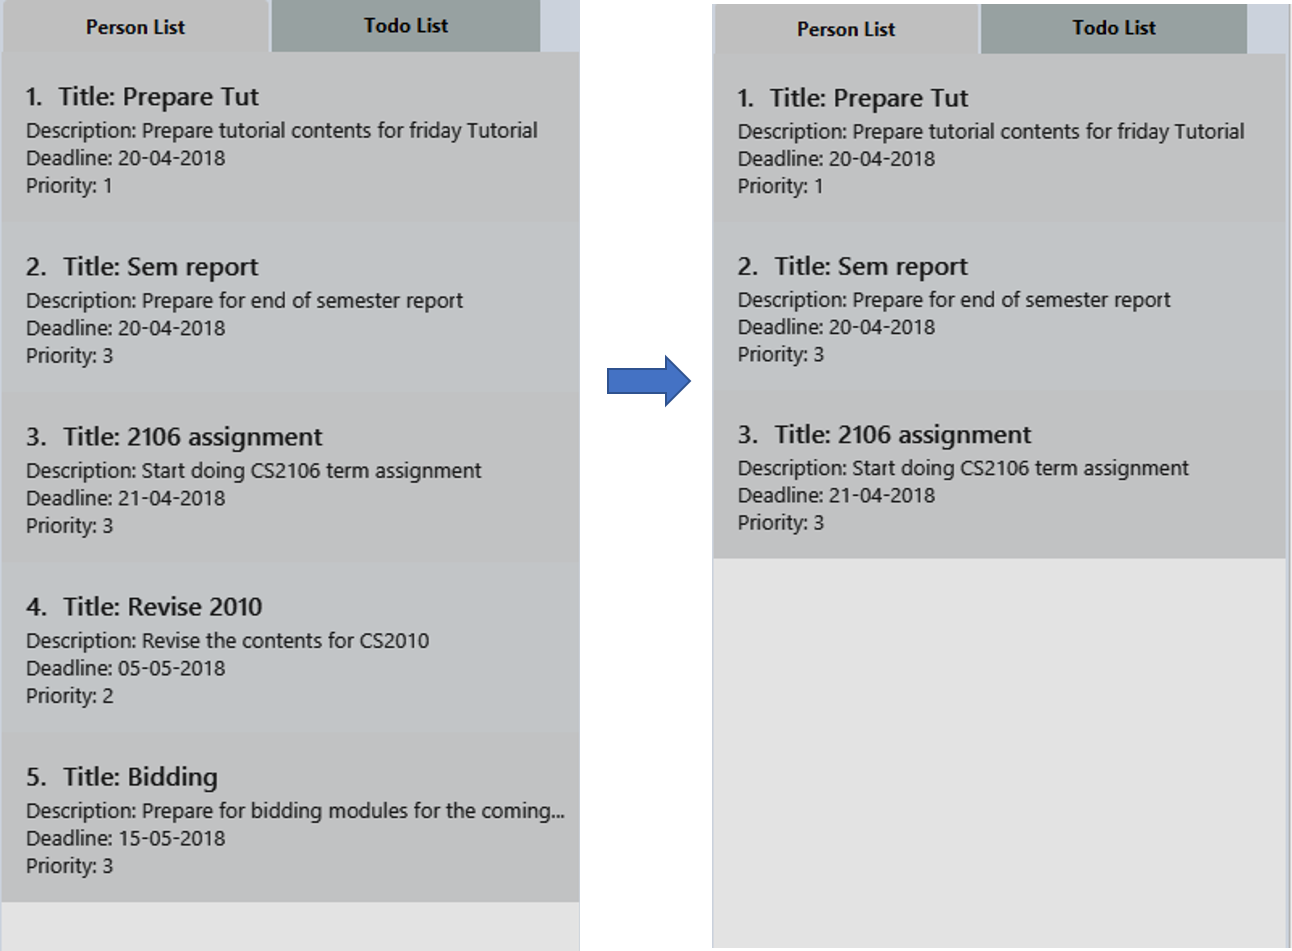 Person List
Todo List
1. Title: Prepare Tut
Description: Prepare tutorial contents for friday Tutorial
Deadline: 20-04-2018
Priority: 1
2. Title: Sem report
Description: Prepare for end of semester report
Deadline: 20-04-2018
Priority: 3
3. Title: 2106 assignment
Description: Start doing CS2106 term assignment
Deadline: 21-04-2018
Priority: 3
4. Title: Revise 2010
Description: Revise the contents for CS2010
Deadline: 05-05-2018
Priority: 2
5. Title: Bidding
Description: Prepare for bidding modules for the coming...
Deadline: 15-05-2018
Priority: 3
Person List
Todo List
1. Title: Prepare Tut
Description: Prepare tutorial contents for friday Tutorial
Deadline: 20-04-2018
Priority: 1
2. Title: Sem report
Description: Prepare for end of semester report
Deadline: 20-04-2018
Priority: 3
3. Title: 2106 assignment
Description: Start doing CS2106 term assignment
Deadline: 21-04-2018
Priority: 3